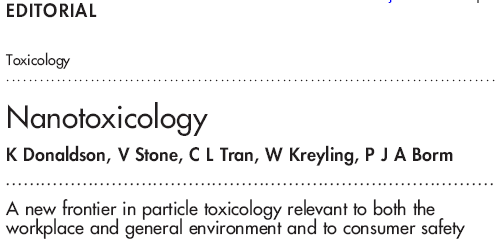 EDITORIAL
Toxicology
Nanotoxicology
K Donaldson, V Stone, C L Tran, W Kreyling, P J A Borm
A new frontier in particle toxicology relevant to both the
workplace and general environment and to consumer safety